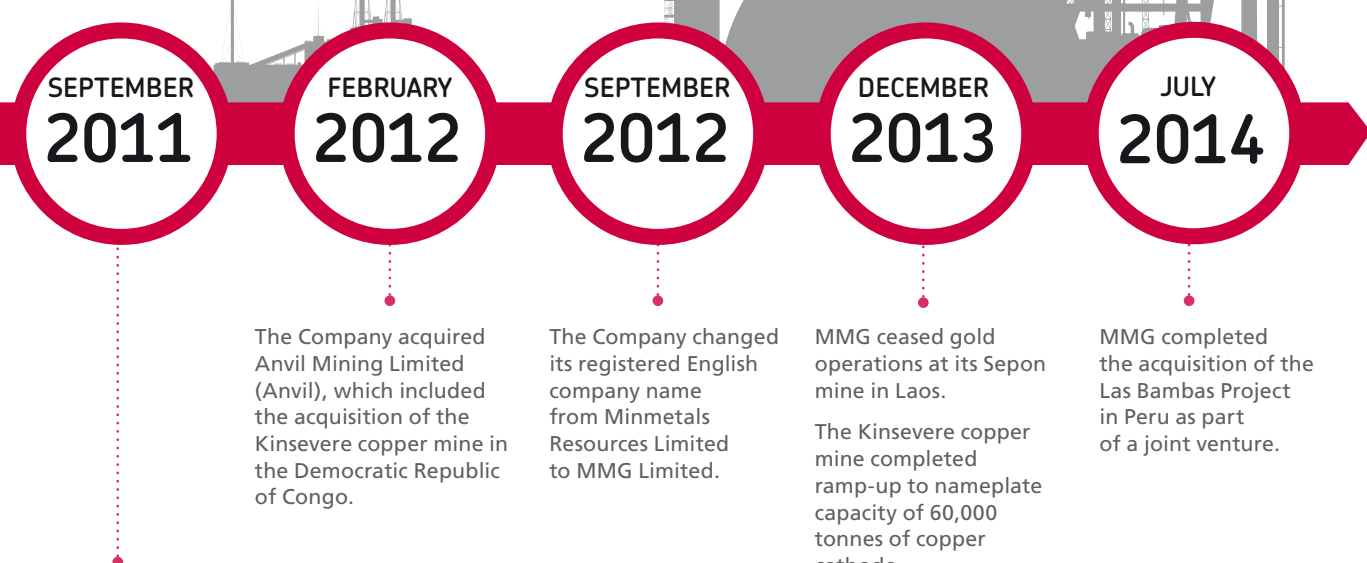 SEPTEMBER
2011
FEBRUARY
2012
SEPTEMBER
2012
DECEMBER
2013
JULY
2014
The Company acquired
Anvil Mining Limited
(Anvil), which included
the acquisition of the
Kinsevere copper mine in
the Democratic Republic
of Congo.
The Company changed
its registered English
company name
from Minmetals
Resources Limited
to MMG Limited.
MMG ceased gold
operations at its Sepon
mine in Laos.
The Kinsevere copper
mine completed
ramp-up to nameplate
capacity of 60,000
tonnes of copper
MMG completed
the acquisition of the
Las Bambas Project
in Peru as part
of a joint venture.